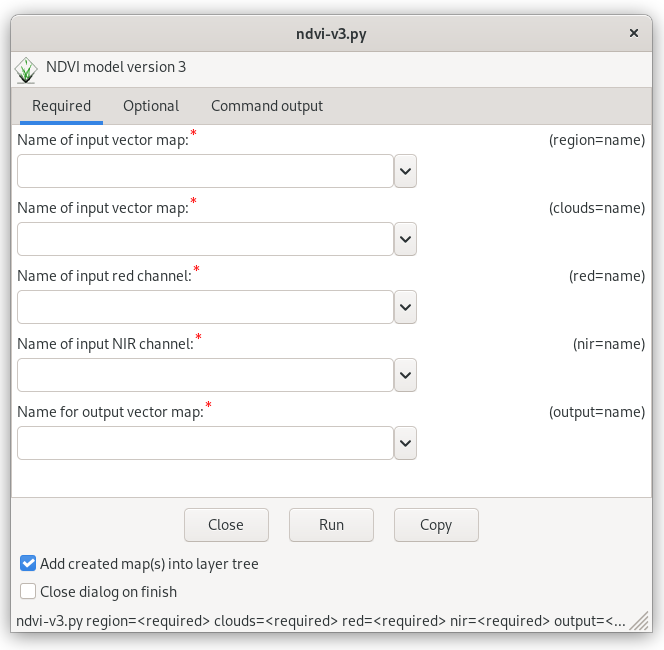 ndvi-v3.py ×
NDVI model version 3
Required Optional Command output
Name of input vector map:* (region=name)
Name of input vector map:* (clouds=name)
Name of input red channel:* (red=name)
Name of input NIR channel:* (nir=name)
Name for output vector map:* (output=name)
Close Run Copy
Add created map(s) into layer tree
Close dialog on finish
ndvi-v3.py region=<required> clouds=<required> red=<required> nir=<required> output=<...